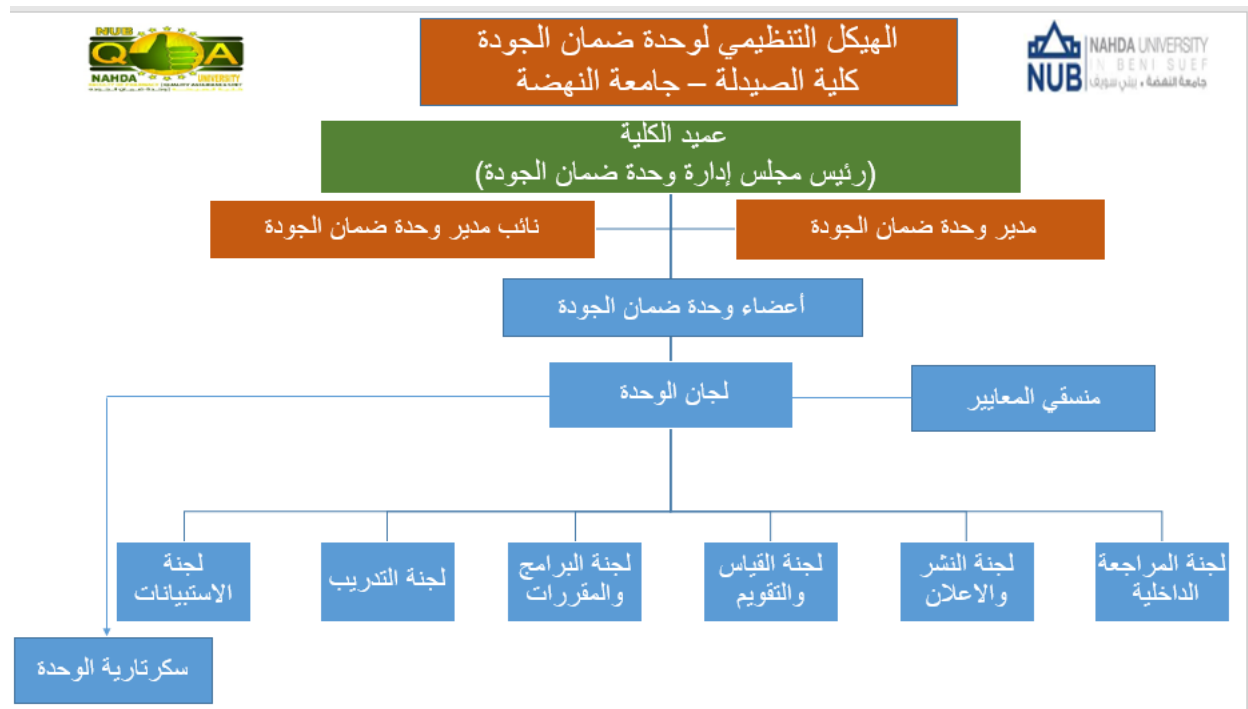 الهيكل التنظيمي لوحدة ضمان الجودة
كلية الصيدلة – جامعة النهضة
NUB
QA
NAHDA UNIVERSITY
NUB
NAHDA UNIVERSITY
IN BENI SUEF
جامعة النهضة • بني سويف
عميد الكلية
(رئيس مجلس إدارة وحدة ضمان الجودة)
مدير وحدة ضمان الجودة
نائب مدير وحدة ضمان الجودة
أعضاء وحدة ضمان الجودة
لجان الوحدة
منسقي المعايير
لجنة المراجعة
الداخلية
لجنة النشر
والاعلان
لجنة القياس
والتقويم
لجنة البرامج
والمقررات
لجنة التدريب
لجنة
الاستبيانات
سكرتارية الوحدة